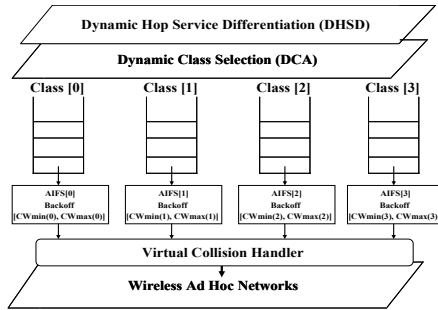 Dynamic Hop Service Differentiation (DHSD)
Dynamic Class Selection (DCA)
Class [0] Class [1] Class [2] Class [3]
AIFS[0] AIFS[1] AIFS[2] AIFS[3]
Backoff Backoff Backoff Backoff
[CWmin(0), CWmax(0)] [CWmin(1), CWmax(1)] [CWmin(2), CWmax(2)] [CWmin(3), CWmax(3)]
Virtual Collision Handler
Wireless Ad Hoc Networks